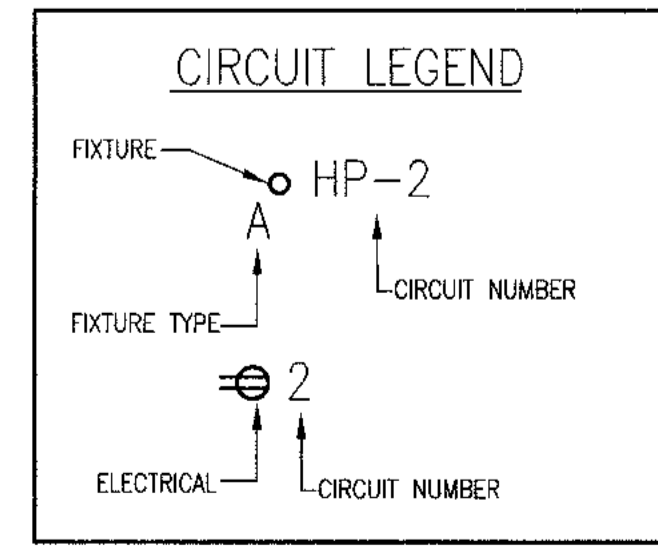 CIRCUIT LEGEND
FIXTURE
HP-2
A
CIRCUIT NUMBER
FIXTURE TYPE
2
ELECTRICAL
CIRCUIT NUMBER